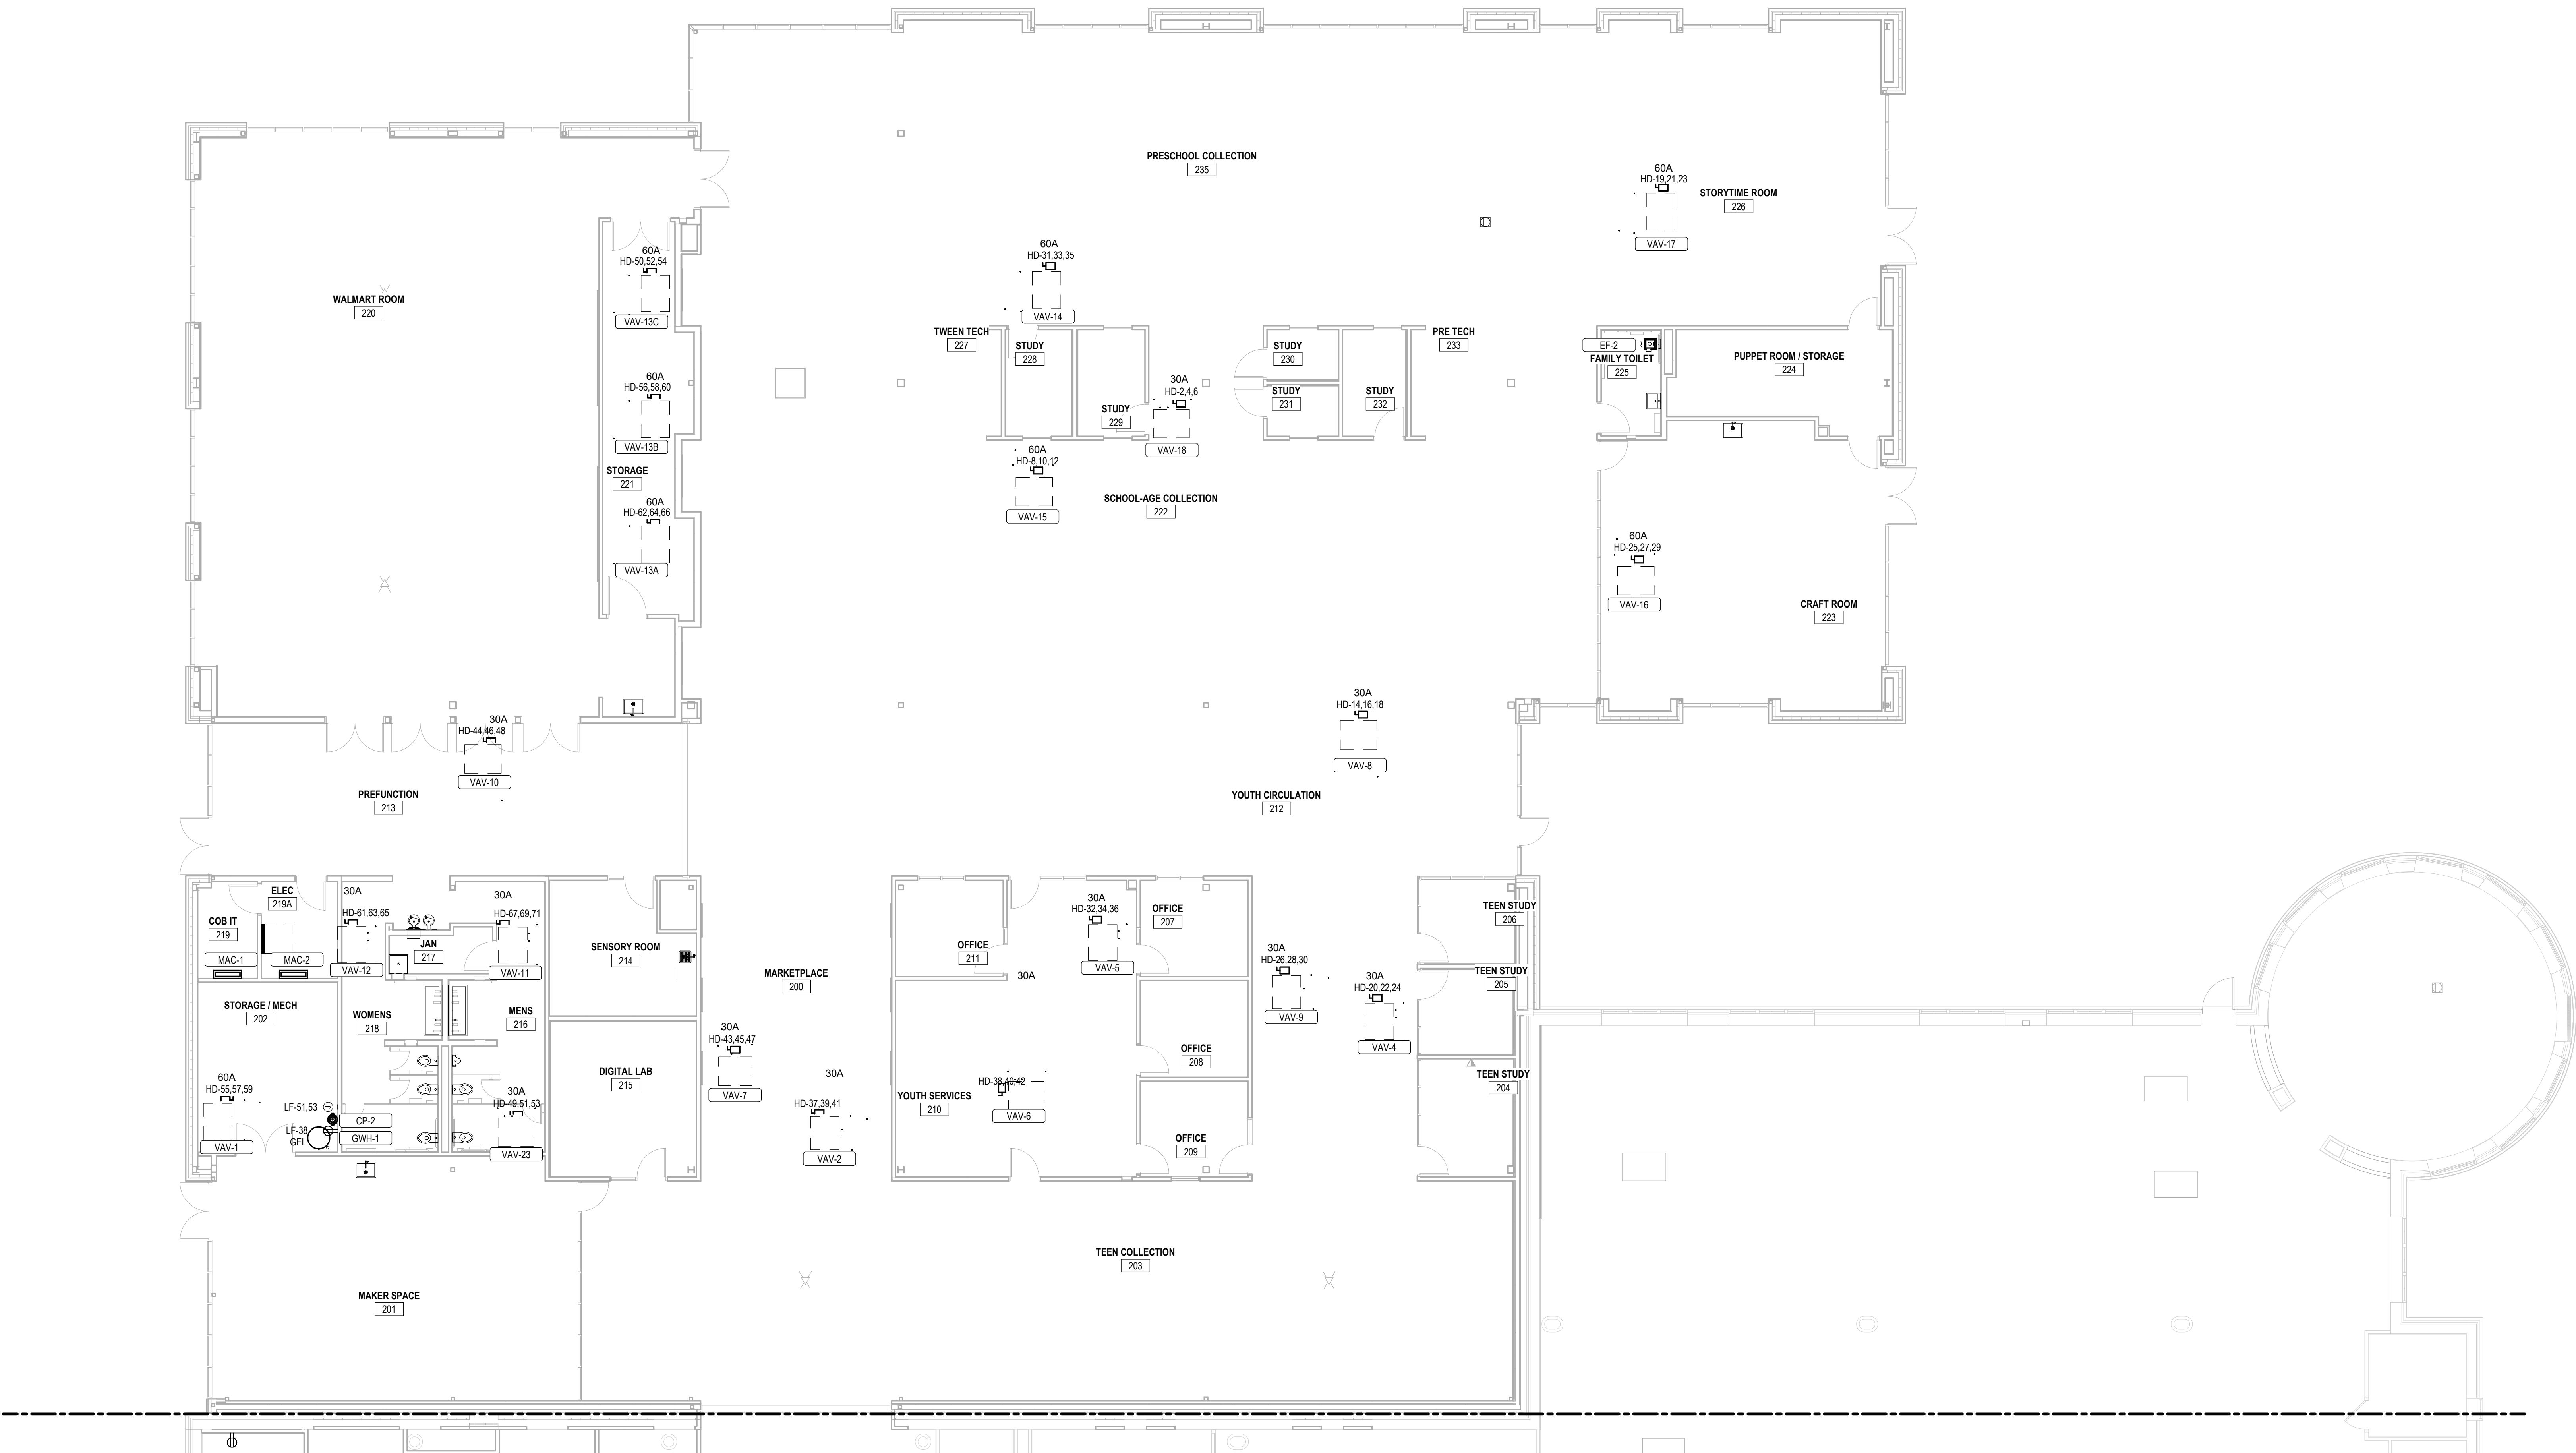 PRESCHOOL COLLECTION
235
60A
HD-19,21,23
STORYTIME ROOM
226
VAV-17
60A
HD-50,52,54
VAV-13C
60A
HD-31,33,35
VAV-14
WALMART ROOM
220
TWEEN TECH
227
STUDY
228
STUDY
230
PRE TECH
233
EF-2
FAMILY TOILET
225
PUPPET ROOM / STORAGE
224
60A
HD-56,58,60
VAV-13B
STUDY
229
30A
HD-2,4,6
VAV-18
STUDY
231
STUDY
232
STORAGE
221
60A
HD-8,10,12
VAV-15
SCHOOL-AGE COLLECTION
222
60A
HD-62,64,66
VAV-13A
60A
HD-25,27,29
VAV-16
CRAFT ROOM
223
30A
HD-44,46,48
VAV-10
30A
HD-14,16,18
VAV-8
PREFUNCTION
213
YOUTH CIRCULATION
212
ELEC
219A
30A
HD-61,63,65
VAV-12
30A
HD-67,69,71
VAV-11
COB IT
219
MAC-1
MAC-2
JAN
217
SENSORY ROOM
214
MARKETPLACE
200
OFFICE
211
30A
HD-32,34,36
VAV-5
OFFICE
207
30A
HD-26,28,30
VAV-9
30A
HD-20,22,24
VAV-4
TEEN STUDY
206
TEEN STUDY
205
STORAGE / MECH
202
WOMENS
218
MENS
216
30A
HD-43,45,47
VAV-7
DIGITAL LAB
215
30A
HD-37,39,41
VAV-2
30A
HD-38,40,42
VAV-6
YOUTH SERVICES
210
OFFICE
208
OFFICE
209
TEEN STUDY
204
60A
HD-55,57,59
VAV-1
LF-51,53
CP-2
LF-38
GFI
GWH-1
30A
HD-49,51,53
VAV-23
TEEN COLLECTION
203
MAKER SPACE
201